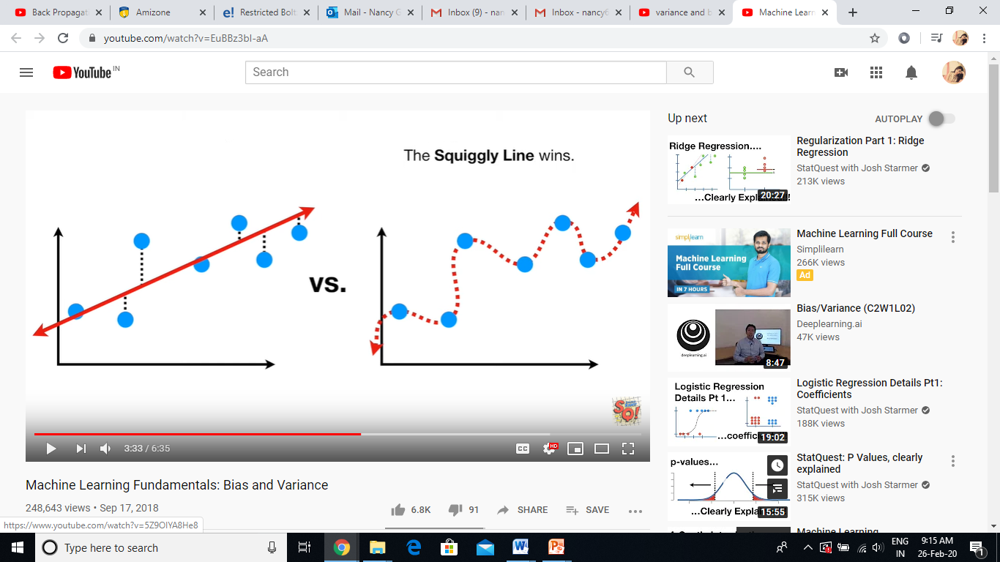 Back Propagat
Amizone
Restricted Bolt
Mail - Nancy G
Inbox (9) - nan
Inbox - nancy6
variance and b
Machine Learn
youtube.com/watch?v=EuBBz3bI-aA
YouTube IN
Search
The Squiggly Line wins.
vs.
SQ!
3:33 / 6:35
CC
HD
Machine Learning Fundamentals: Bias and Variance
248,643 views • Sep 17, 2018
6.8K
91
SHARE
SAVE
https://www.youtube.com/watch?v=5Z9OIYA8He8
Up next
AUTOPLAY
Ridge Regression....
...Clearly Expl
20:27
Regularization Part 1: Ridge
Regression
StatQuest with Josh Starmer
213K views
simplilearn
Machine Learning
Full Course
IN 7 HOURS
Machine Learning Full Course
Simplilearn
266K views
Ad
deeplearning.ai
8:47
Bias/Variance (C2W1L02)
Deeplearning.ai
47K views
Logistic Regression
Details Pt 1...
...coeffici
19:02
Logistic Regression Details Pt1:
Coefficients
StatQuest with Josh Starmer
188K views
p-values...
...Clearly Expla
15:55
StatQuest: P Values, clearly
explained
StatQuest with Josh Starmer
315K views
Machine Learning
Type here to search
ENG
IN
9:15 AM
26-Feb-20
1